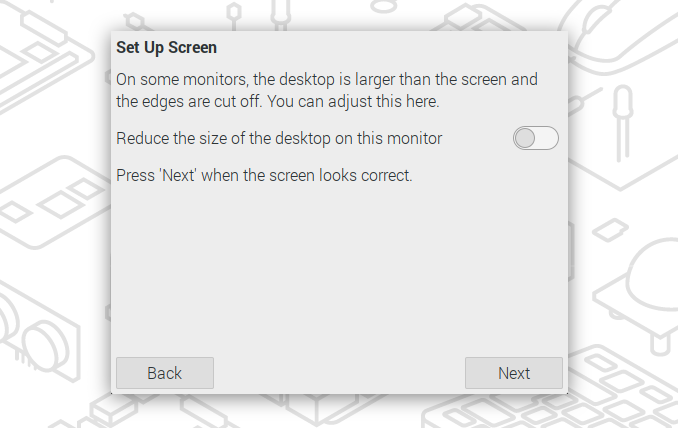 Set Up Screen
On some monitors, the desktop is larger than the screen and
the edges are cut off. You can adjust this here.
Reduce the size of the desktop on this monitor
Press 'Next' when the screen looks correct.
Back
Next